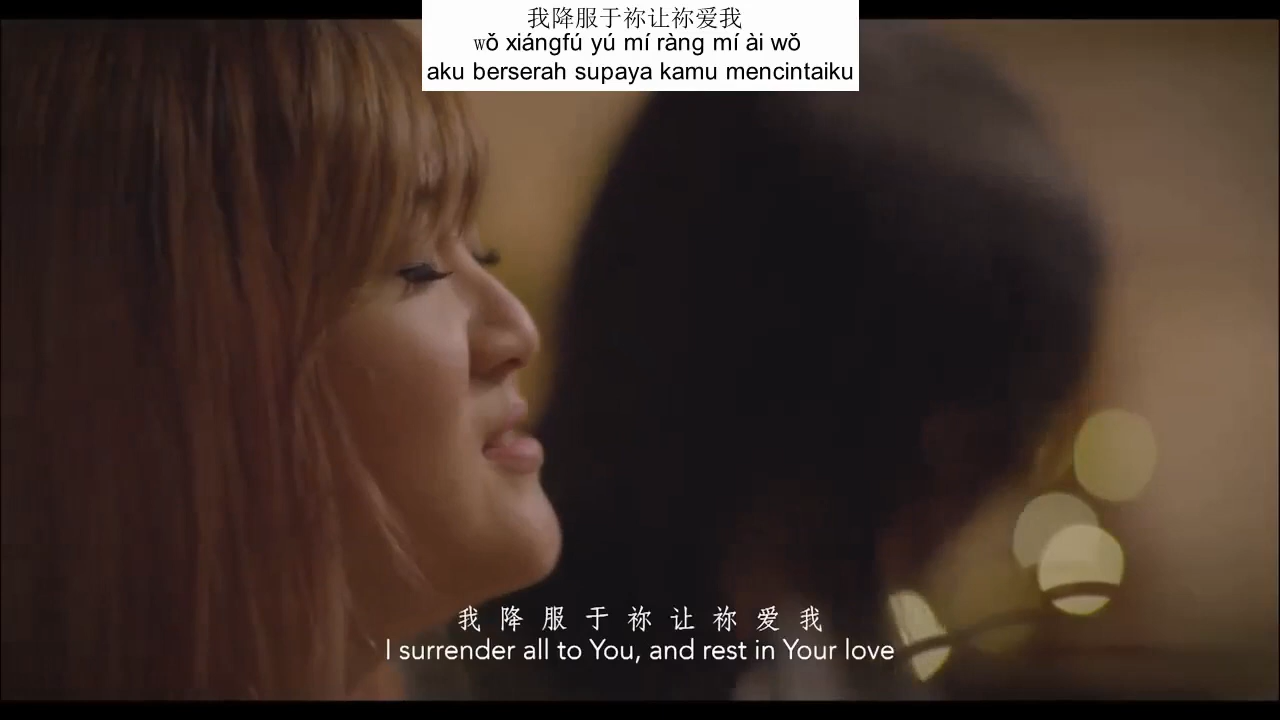 我降服于祢让祢爱我
wǒ xiángfú yú mí ràng mí ài wǒ
aku berserah supaya kamu mencintaiku
我降服于祢让祢爱我
I surrender all to You, and rest in Your love